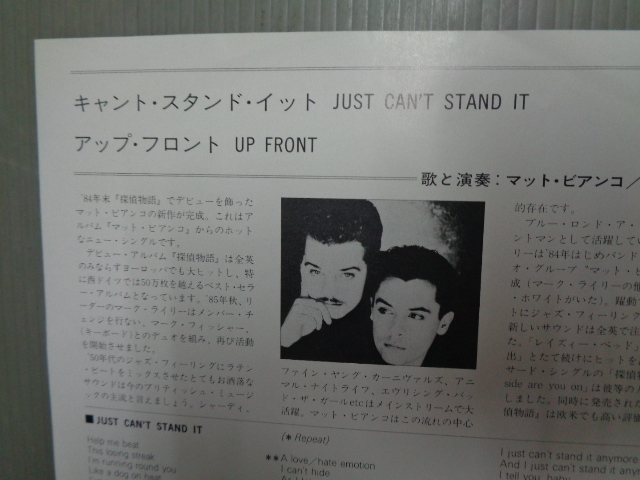 キャント・スタンド・イット JUST CAN'T STAND IT
アップ・フロント UP FRONT
歌と演奏：マット・ビアンコ／
'84年末『探偵物語』でデビューを飾った
マット・ビアンコの新作が完成。これはア
ルバム『マット・ビアンコ』からのホット
なニュー・シングルです。
デビュー・アルバム『探偵物語』は全英
のみならずヨーロッパでも大ヒットし、特
に西ドイツでは50万枚を越えるベスト・セラ
ー・アルバムとなっています。'85年秋、リ
ーダーのマーク・ライリーはメンバー・チ
ェンジを行ない、マーク・フィッシャー、
(キーボード)とのデュオを組み、再び活動
を開始させました。
'50年代のジャズ・フィーリングにラテン
・ビートをミックスさせたとてもお洒落な
サウンドは今のブリティッシュ・ミュージ
ックの主流と言えましょう。シャーディ、
ファイン・ヤング・カーニヴァルス、アニ
マル・ナイトライフ、エヴリシング・バッ
ド・ザ・ガールetcはメインストリームで大
活躍。マット・ビアンコはこの流れの中心
的存在です。
ブルー・ロンド・ア・
ントマンとして活躍してい
リーは'84年はじめバンド
オ・グループ“マット・
成(マーク・ライリーの他
・ホワイトがいた)。躍動
トにジャズ・フィーリング
新しいサウンドは全英で注
た。「レイズィー・ベッド」
出」とたて続けにヒットを
サード・シングルの「探偵
side are you on」は彼等の
しました。同時に発売された
偵物語』は欧米でも高い評価
■JUST CAN'T STAND IT
Help me beat
This losing streak
I'm running round you
Like a dog on heat
(＊Repeat)
＊＊A love/hate emotion
I can't hide
I just can't stand it anymore
And I just can't stand it
I tell you, baby